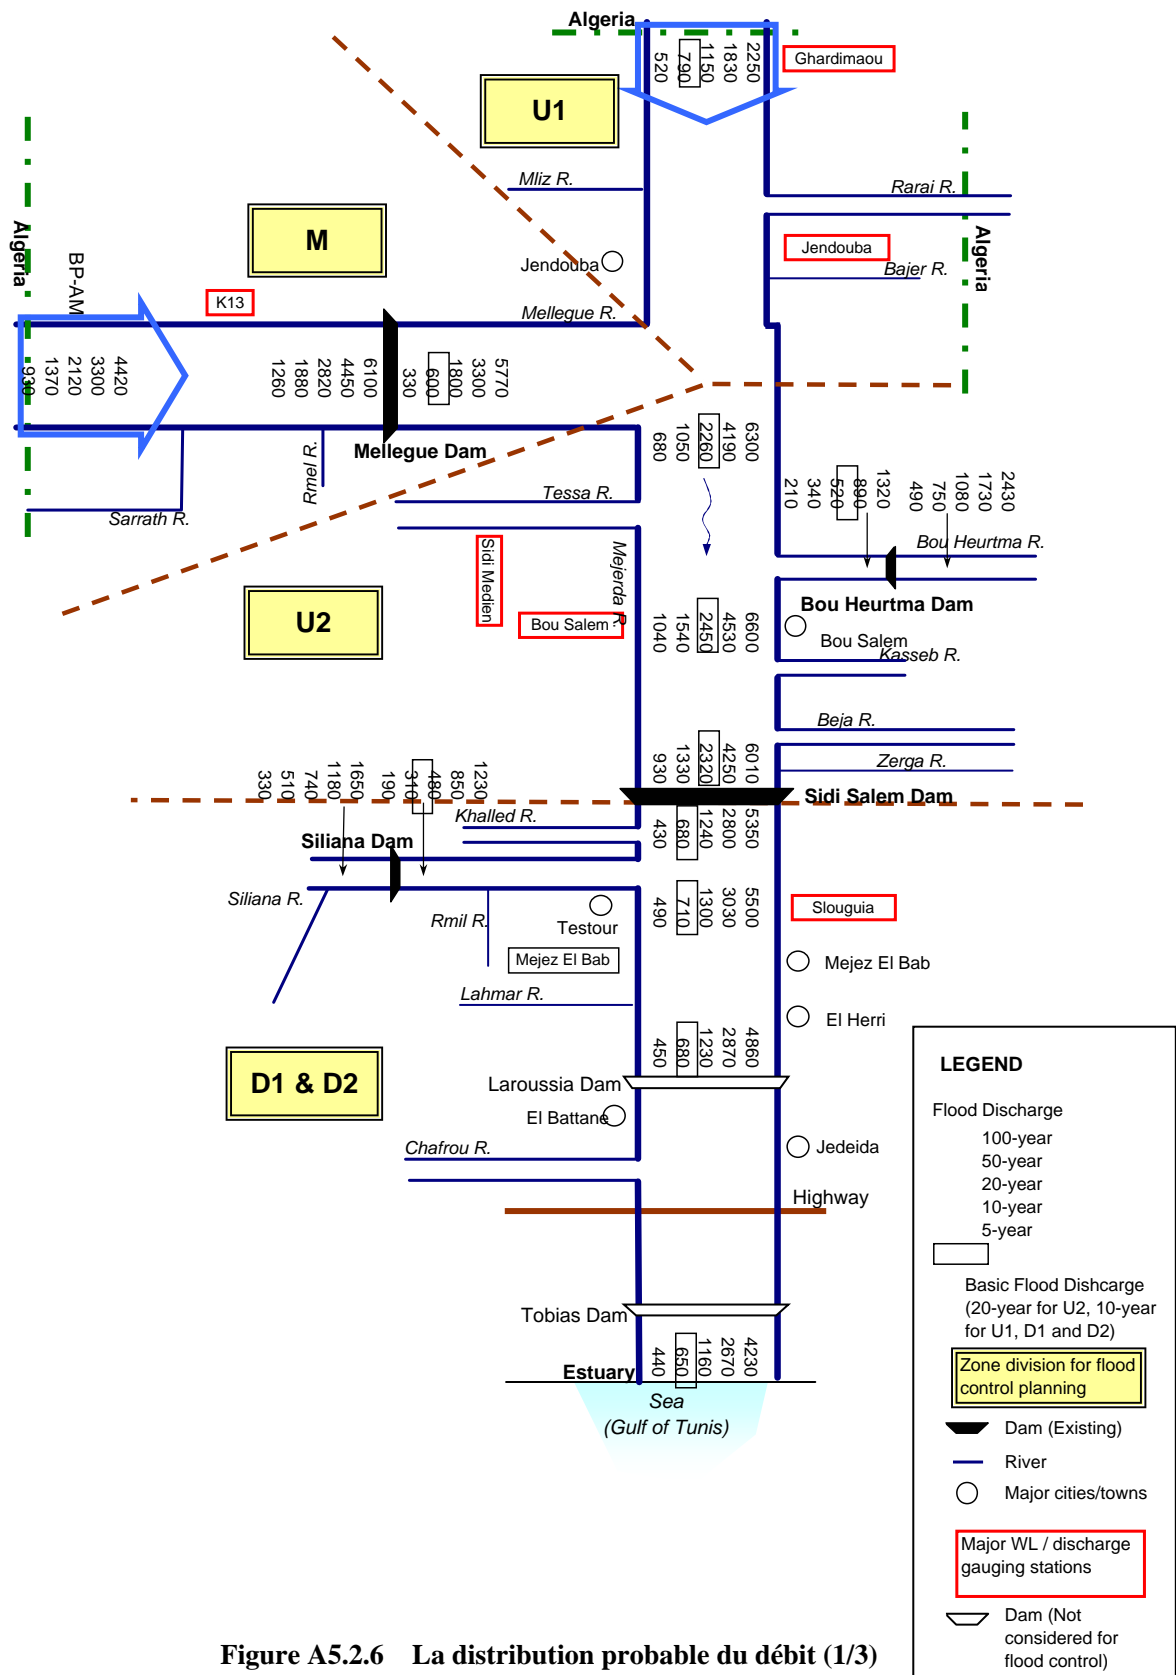 Algeria
520
790
1150
1830
2250
Ghardimaou
U1
Mliz R.
Rarai R.
Algeria
M
Jendouba
Jendouba
Bajer R.
Algeria
BP-AM
K13
Mellegue R.
930
1370
2120
3300
4420
1260
1880
2820
4450
6100
330
600
1800
3300
5770
Mellegue Dam
Rmel R.
Sarrath R.
680
1050
2260
4190
6300
Tessa R.
210
340
520
890
1320
490
750
1080
1730
2430
Bou Heurtma R.
Sidi Medien
Mejerda R.
Bou Heurtma Dam
U2
Bou Salem
1040
1540
2450
4530
6600
Bou Salem
Kasseb R.
Beja R.
Zerga R.
930
1330
2320
4250
6010
330
510
740
1180
1650
190
310
480
850
1230
Sidi Salem Dam
Khalled R.
430
680
1240
2800
5350
Siliana Dam
Siliana R.
Rmil R.
Testour
490
710
1300
3030
5500
Slouguia
Mejez El Bab
Mejez El Bab
Lahmar R.
El Herri
450
680
1230
2870
4860
D1 & D2
Laroussia Dam
El Battane
Chafrou R.
Jedeida
Highway
Tobias Dam
440
650
1160
2670
4230
Estuary
Sea
(Gulf of Tunis)
LEGEND
Flood Discharge
100-year
50-year
20-year
10-year
5-year
Basic Flood Dishcarge
(20-year for U2, 10-year
for U1, D1 and D2)
Zone division for flood
control planning
Dam (Existing)
River
Major cities/towns
Major WL / discharge
gauging stations
Dam (Not
considered for
flood control)
Figure A5.2.6 La distribution probable du débit (1/3)